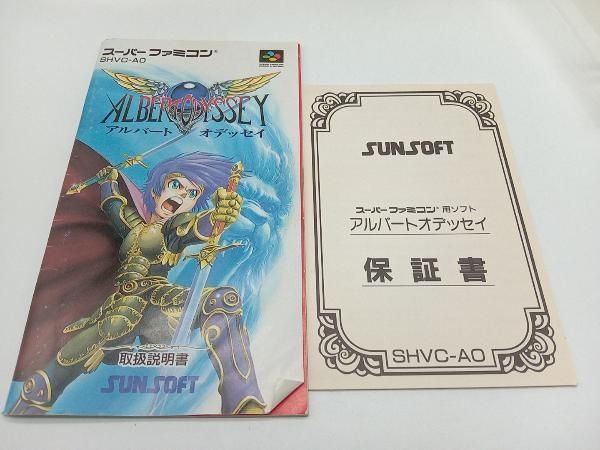 スーパーファミコン®
SHVC-AO
ALBERT ODYSSEY
アルバート オデッセイ
取扱説明書
SUNSOFT
SUNSOFT
スーパーファミコン®用ソフト
アルバートオデッセイ
保証書
SHVC-AO